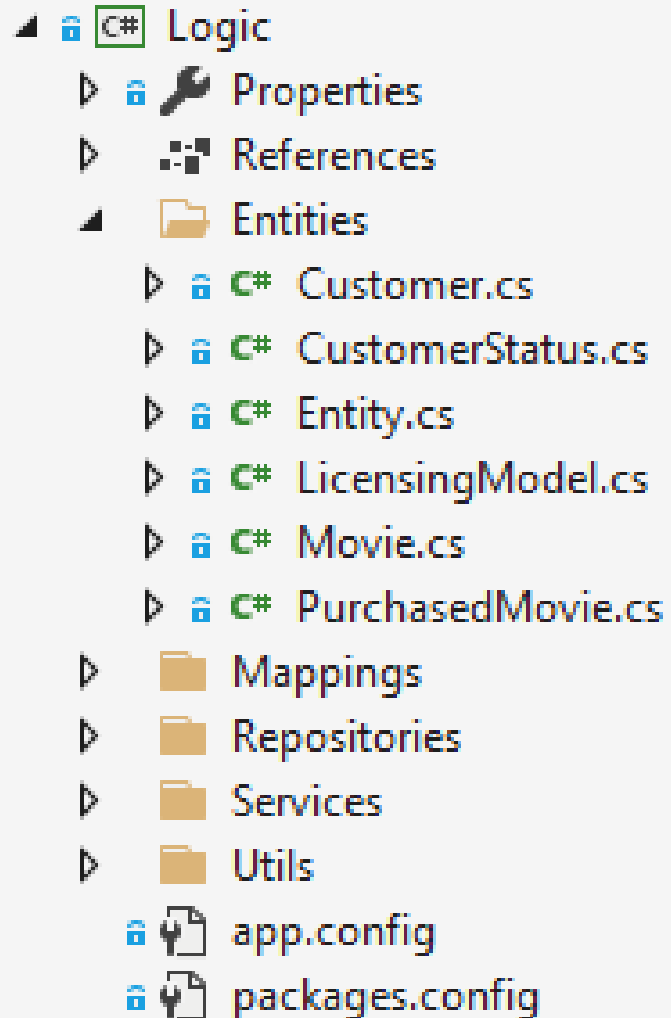 C# Logic
Properties
References
Entities
C# Customer.cs
C# CustomerStatus.cs
C# Entity.cs
C# LicensingModel.cs
C# Movie.cs
C# PurchasedMovie.cs
Mappings
Repositories
Services
Utils
app.config
packages.config